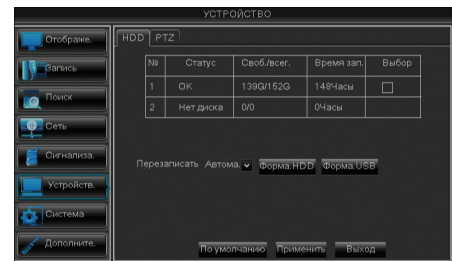 УСТРОЙСТВО
Отображе.
Запись
Поиск
Сеть
Сигнализа.
Устройств.
Система
Дополните.
HDD PTZ
№ Статус Своб./всег. Время зап. Выбор
1 OK 139G/152G 148Часы
2 Нет диска 0/0 0Часы
Перезаписать Автома. Форма.HDD Форма.USB
По умолчанию Применить Выход